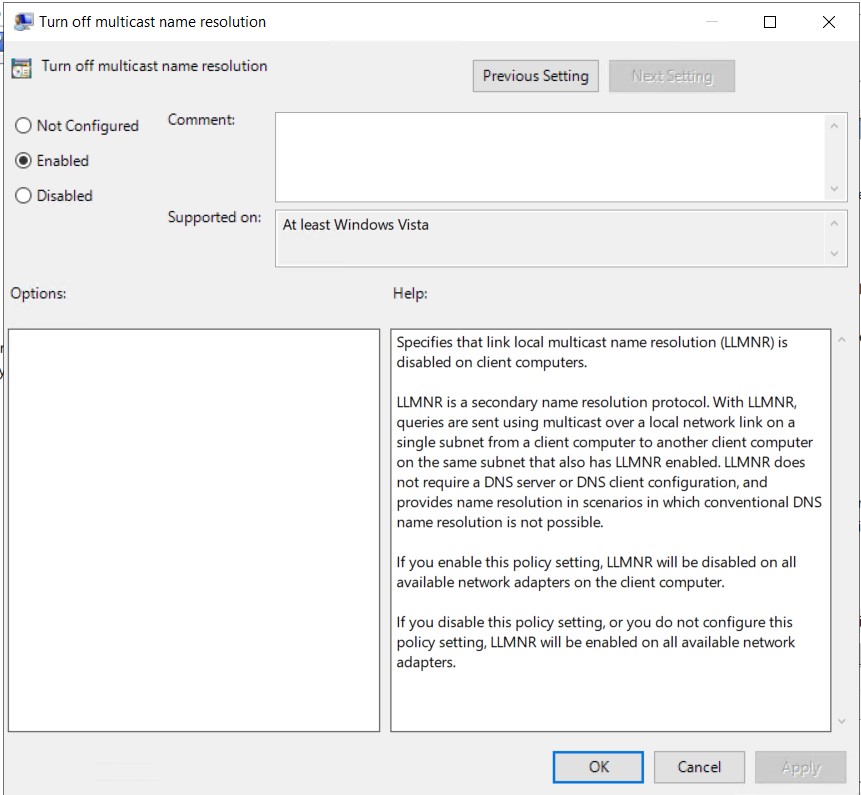 Turn off multicast name resolution
Turn off multicast name resolution
Previous Setting
Next Setting
Not Configured
Comment:
Enabled
Disabled
Supported on:
At least Windows Vista
Options:
Help:
Specifies that link local multicast name resolution (LLMNR) is
disabled on client computers.
LLMNR is a secondary name resolution protocol. With LLMNR,
queries are sent using multicast over a local network link on a
single subnet from a client computer to another client computer
on the same subnet that also has LLMNR enabled. LLMNR does
not require a DNS server or DNS client configuration, and
provides name resolution in scenarios in which conventional DNS
name resolution is not possible.
If you enable this policy setting, LLMNR will be disabled on all
available network adapters on the client computer.
If you disable this policy setting, or you do not configure this
policy setting, LLMNR will be enabled on all available network
adapters.
OK
Cancel
Apply